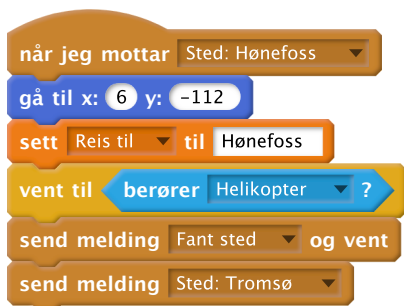 når jeg mottar Sted: Hønefoss
gå til x: 6 y: -112
sett Reis til til Hønefoss
vent til berører Helikopter ?
send melding Fant sted og vent
send melding Sted: Tromsø